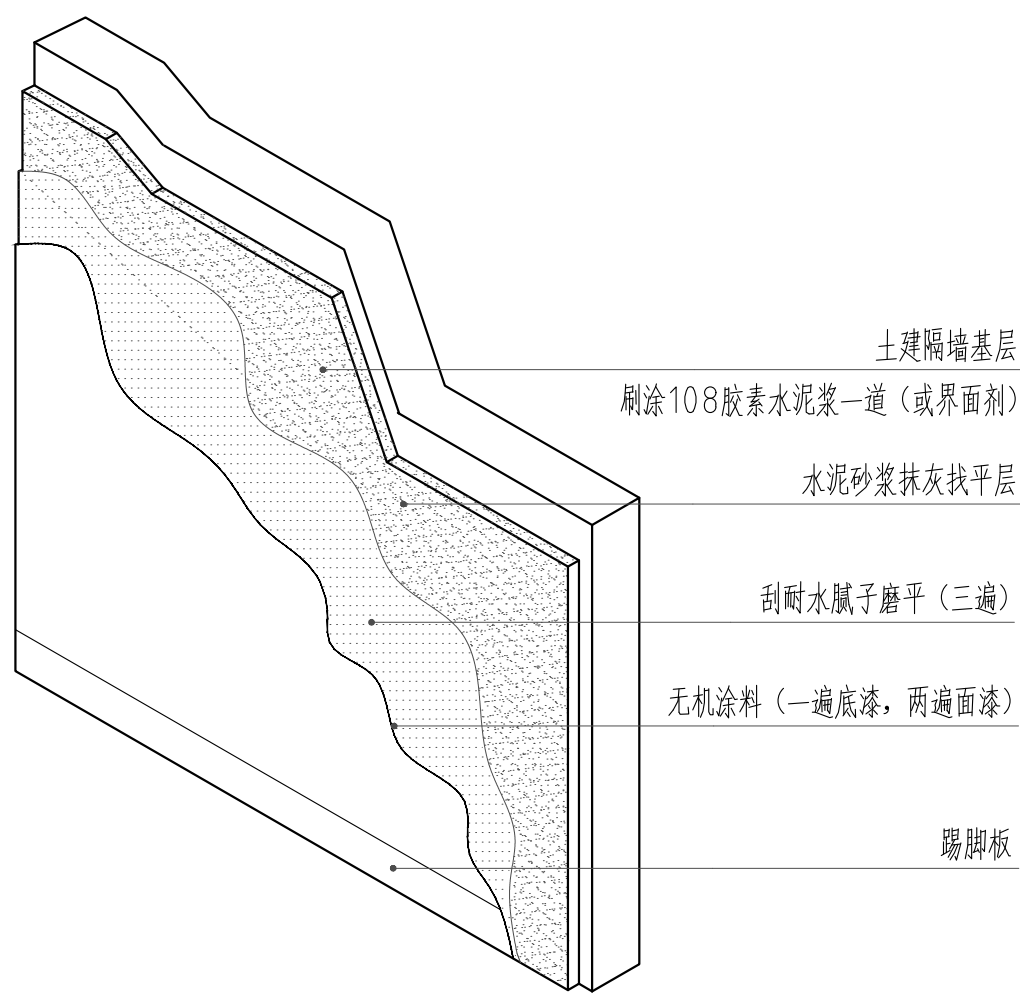 土建隔墙基层
刷涂108胶素水泥浆一道（或界面剂）
水泥砂浆抹灰找平层
刮耐水腻子磨平（三遍）
无机涂料（一遍底漆，两遍面漆）
踢脚板